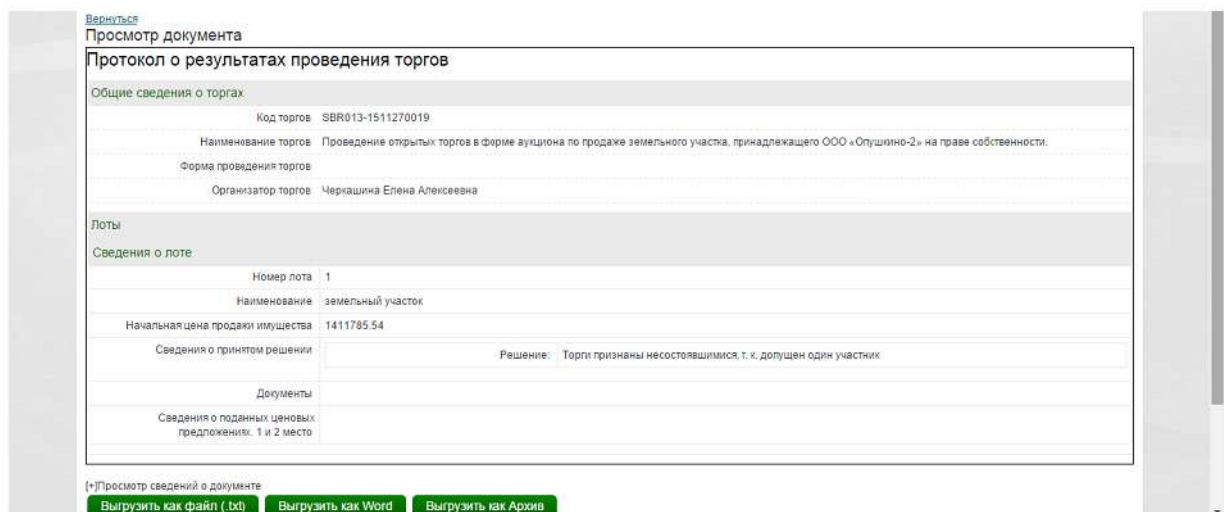 Вернуться
Просмотр документа
Протокол о результатах проведения торгов
Общие сведения о торгах
Код торгов SBR013-1511270019
Наименование торгов Проведение открытых торгов в форме аукциона по продаже земельного участка, принадлежащего ООО «Опушкино-2» на праве собственности.
Форма проведения торгов
Организатор торгов Черкашина Елена Алексеевна
Лоты
Сведения о лоте
Номер лота 1
Наименование земельный участок
Начальная цена продажи имущества 1411785.54
Сведения о принятом решении Решение: Торги признаны несостоявшимися, т. к. допущен один участник
Документы
Сведения о поданных ценовых
предложениях. 1 и 2 место
[+]Просмотр сведений о документе
Выгрузить как файл (.txt) Выгрузить как Word Выгрузить как Архив